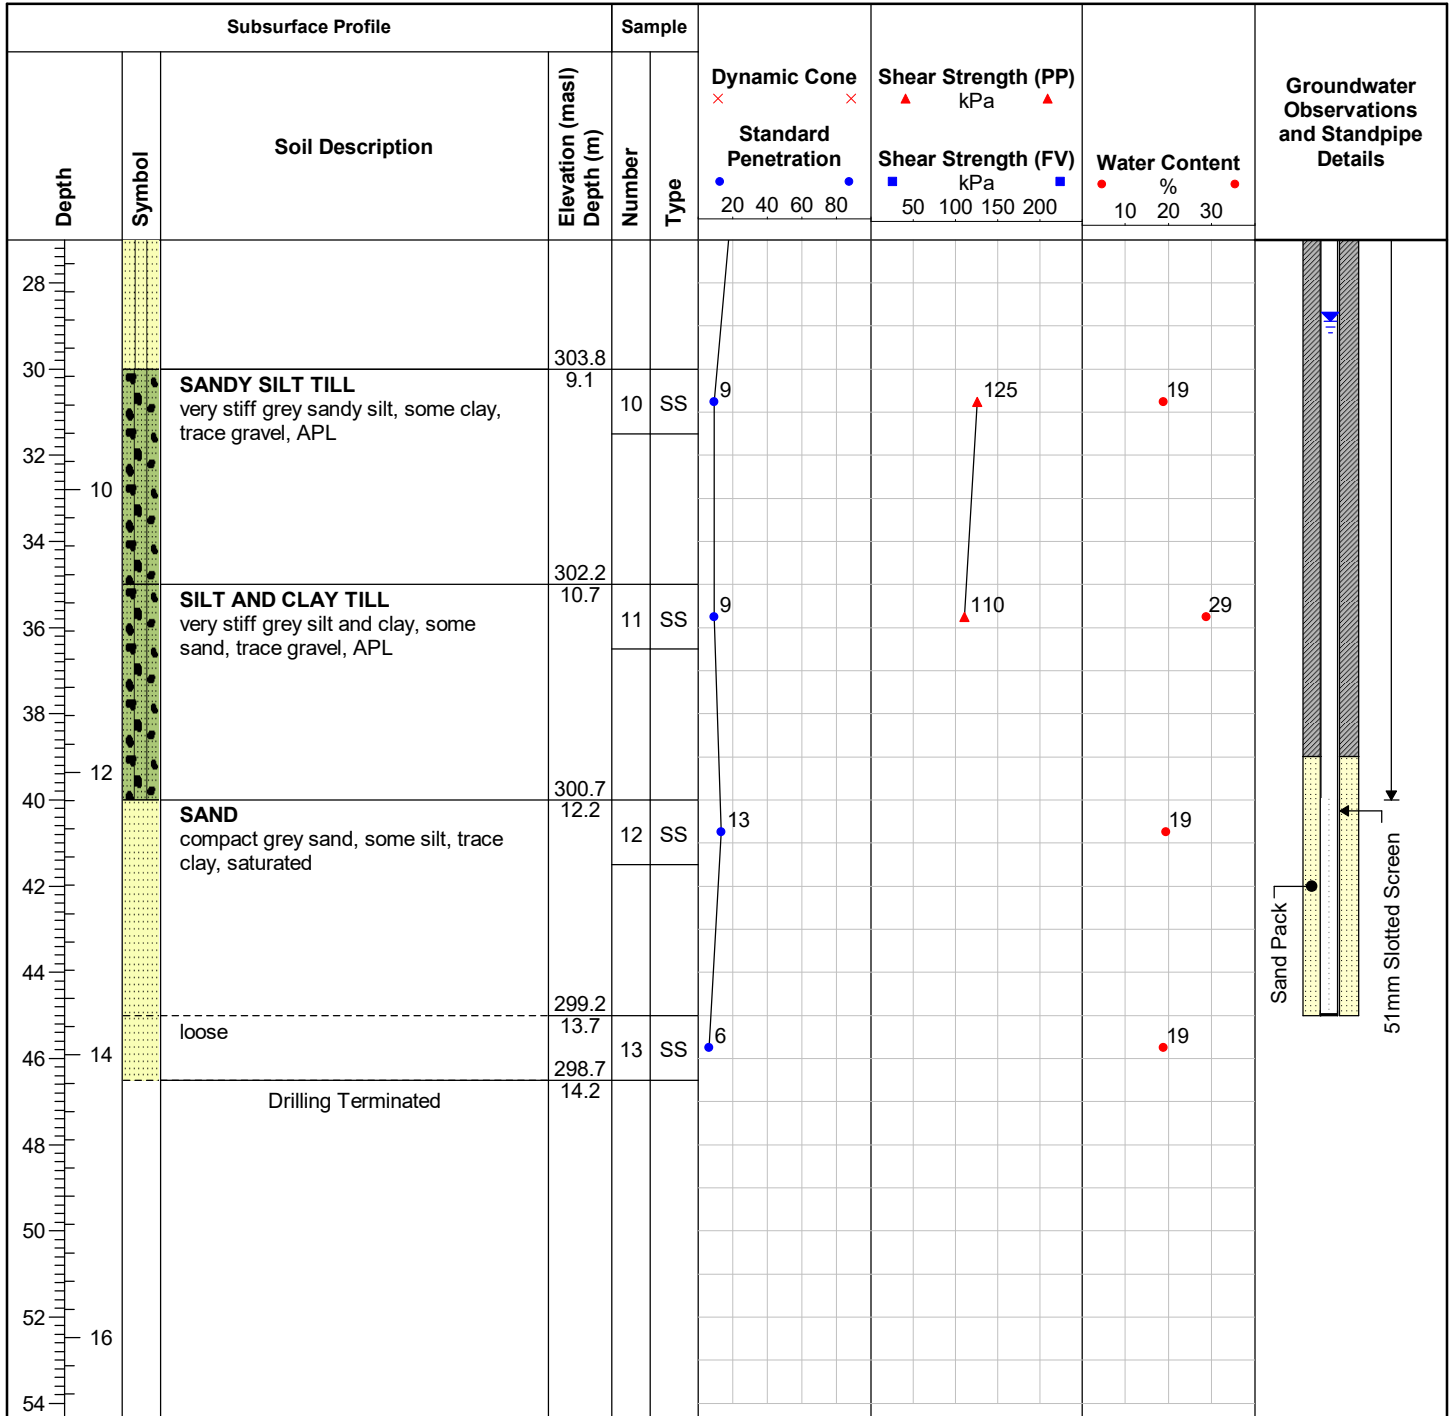 Subsurface Profile
Sample
Depth
Symbol
Soil Description
Elevation (masl)
Depth (m)
Number
Type
Dynamic Cone
Standard
Penetration
20 40 60 80
Shear Strength (PP)
kPa
Shear Strength (FV)
kPa
50 100 150 200
Water Content
%
10 20 30
Groundwater
Observations
and Standpipe
Details
28
30
32
34
36
38
40
42
44
46
48
50
52
54
10
12
14
16
303.8
9.1
SANDY SILT TILL
very stiff grey sandy silt, some clay,
trace gravel, APL
10 SS
9
125
19
302.2
10.7
SILT AND CLAY TILL
very stiff grey silt and clay, some
sand, trace gravel, APL
11 SS
9
110
29
300.7
12.2
SAND
compact grey sand, some silt, trace
clay, saturated
12 SS
13
19
299.2
13.7
loose
13 SS
6
19
298.7
14.2
Drilling Terminated
Sand Pack
51mm Slotted Screen